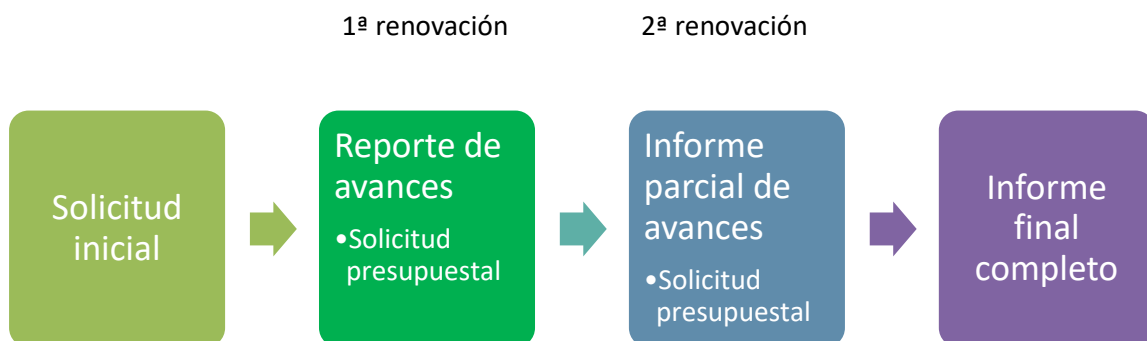 1ª renovación
2ª renovación
Solicitud
inicial
Reporte de
avances
•Solicitud
presupuestal
Informe
parcial de
avances
•Solicitud
presupuestal
Informe
final
completo